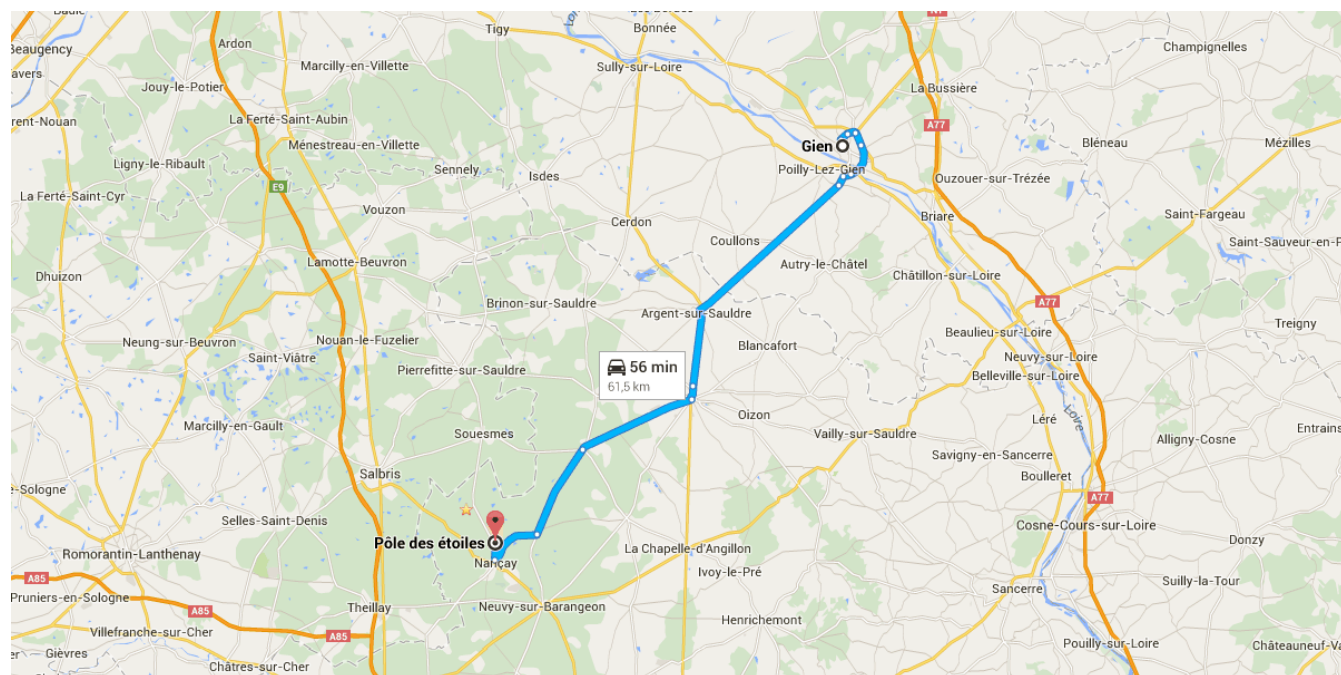 Beaugency
Ardon
Tigy
Bonnée
Champignelles
Marcilly-en-Villette
Sully-sur-Loire
Jouy-le-Potier
La Bussière
La Ferté-Saint-Aubin
A77
Ménestreau-en-Villette
Gien
Bléneau
Mézilles
Ligny-le-Ribault
Sennely
Isdes
Poilly-Lez-Gien
Ouzouer-sur-Trézée
E9
La Ferté-Saint-Cyr
Vouzon
Cerdon
Briare
Saint-Fargeau
Coullons
Saint-Sauveur-en-P
Lamotte-Beuvron
Autry-le-Châtel
Châtillon-sur-Loire
Dhuizon
Brinon-sur-Sauldre
A77
Argent-sur-Sauldre
Treigny
Neung-sur-Beuvron
Nouan-le-Fuzelier
Blancafort
Beaulieu-sur-Loire
Saint-Viâtre
Neuvy-sur-Loire
Pierrefitte-sur-Sauldre
56 min
61,5 km
Belleville-sur-Loire
Oizon
Léré
Loire
Marcilly-en-Gault
Souesmes
Vailly-sur-Sauldre
Alligny-Cosne
Entrains
Savigny-en-Sancerre
Salbris
Boulleret
e-Sologne
A77
Selles-Saint-Denis
Cosne-Cours-sur-Loire
Pôle des étoiles
Donzy
Romorantin-Lanthenay
La Chapelle-d'Angillon
Nançay
Ivoy-le-Pré
A85
Suilly-la-Tour
Pruniers-en-Sologne
Sancerre
A85
Theillay
Neuvy-sur-Barangeon
Henrichemont
Villefranche-sur-Cher
A85
Pouilly-sur-Loire
Châteauneuf-Va
Gièvres
Châtres-sur-Cher